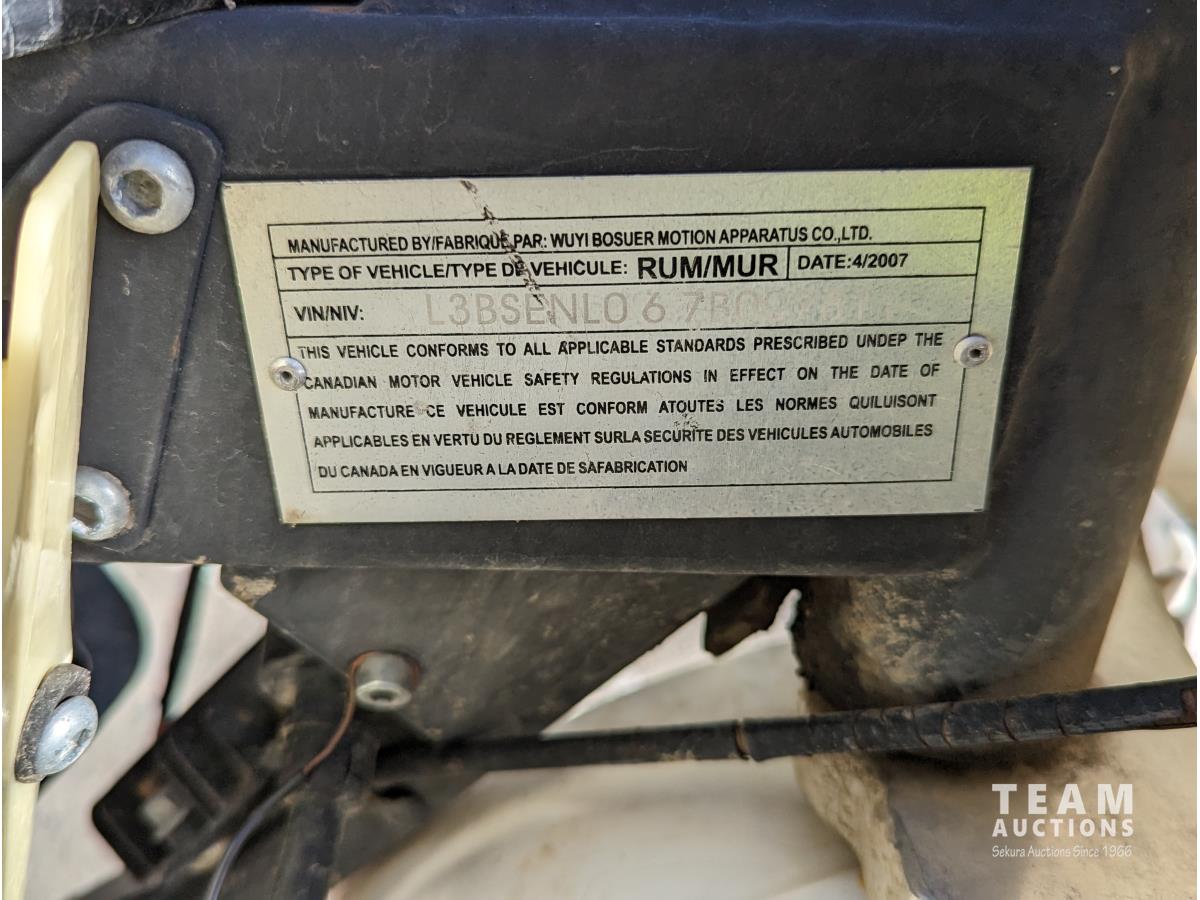 MANUFACTURED BY/FABRIQUE PAR: WUYI BOSUER MOTION APPARATUS CO.,LTD.
TYPE OF VEHICLE/TYPE DE VEHICULE: RUM/MUR DATE:4/2007
VIN/NIV:
THIS VEHICLE CONFORMS TO ALL APPLICABLE STANDARDS PRESCRIBED UNDEP THE
CANADIAN MOTOR VEHICLE SAFETY REGULATIONS IN EFFECT ON THE DATE OF
MANUFACTURE CE VEHICULE EST CONFORM ATOUTES LES NORMES QUILUISONT
APPLICABLES EN VERTU DU REGLEMENT SURLA SECURITE DES VEHICULES AUTOMOBILES
DU CANADA EN VIGUEUR A LA DATE DE SAFABRICATION
TEAM
AUCTIONS
Sekura Auctions Since 1966